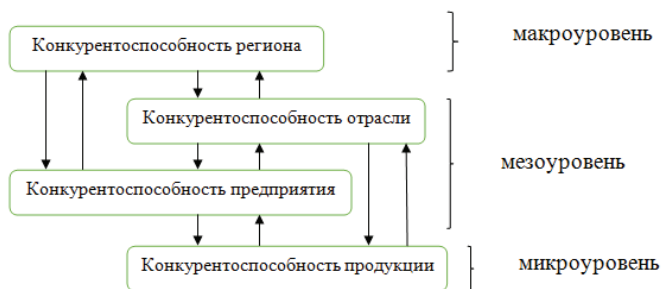 Конкурентоспособность региона
макроуровень
Конкурентоспособность отрасли
мезоуровень
Конкурентоспособность предприятия
Конкурентоспособность продукции
микроуровень